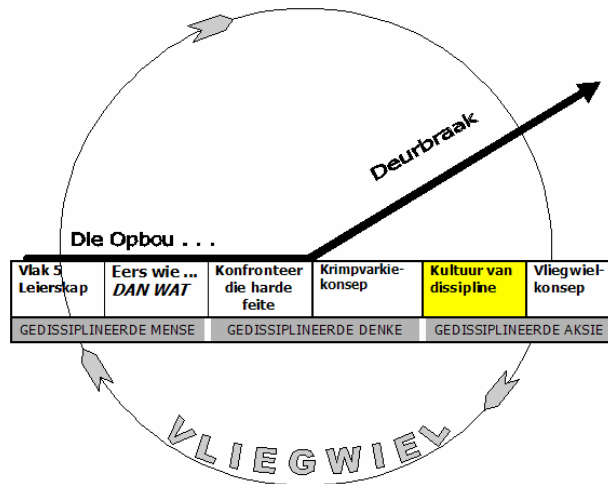 Deurbraak
DIe Opbou . . .
Vlak 5
Leierskap
Eers wie ...
DAN WAT
Konfronteer
die harde
feite
Krimpvarkie-
konsep
Kultuur van
dissipline
Vliegwiel-
konsep
GEDISSIPLINEERDE MENSE
GEDISSIPLINEERDE DENKE
GEDISSIPLINEERDE AKSIE
VLIEGWIEL